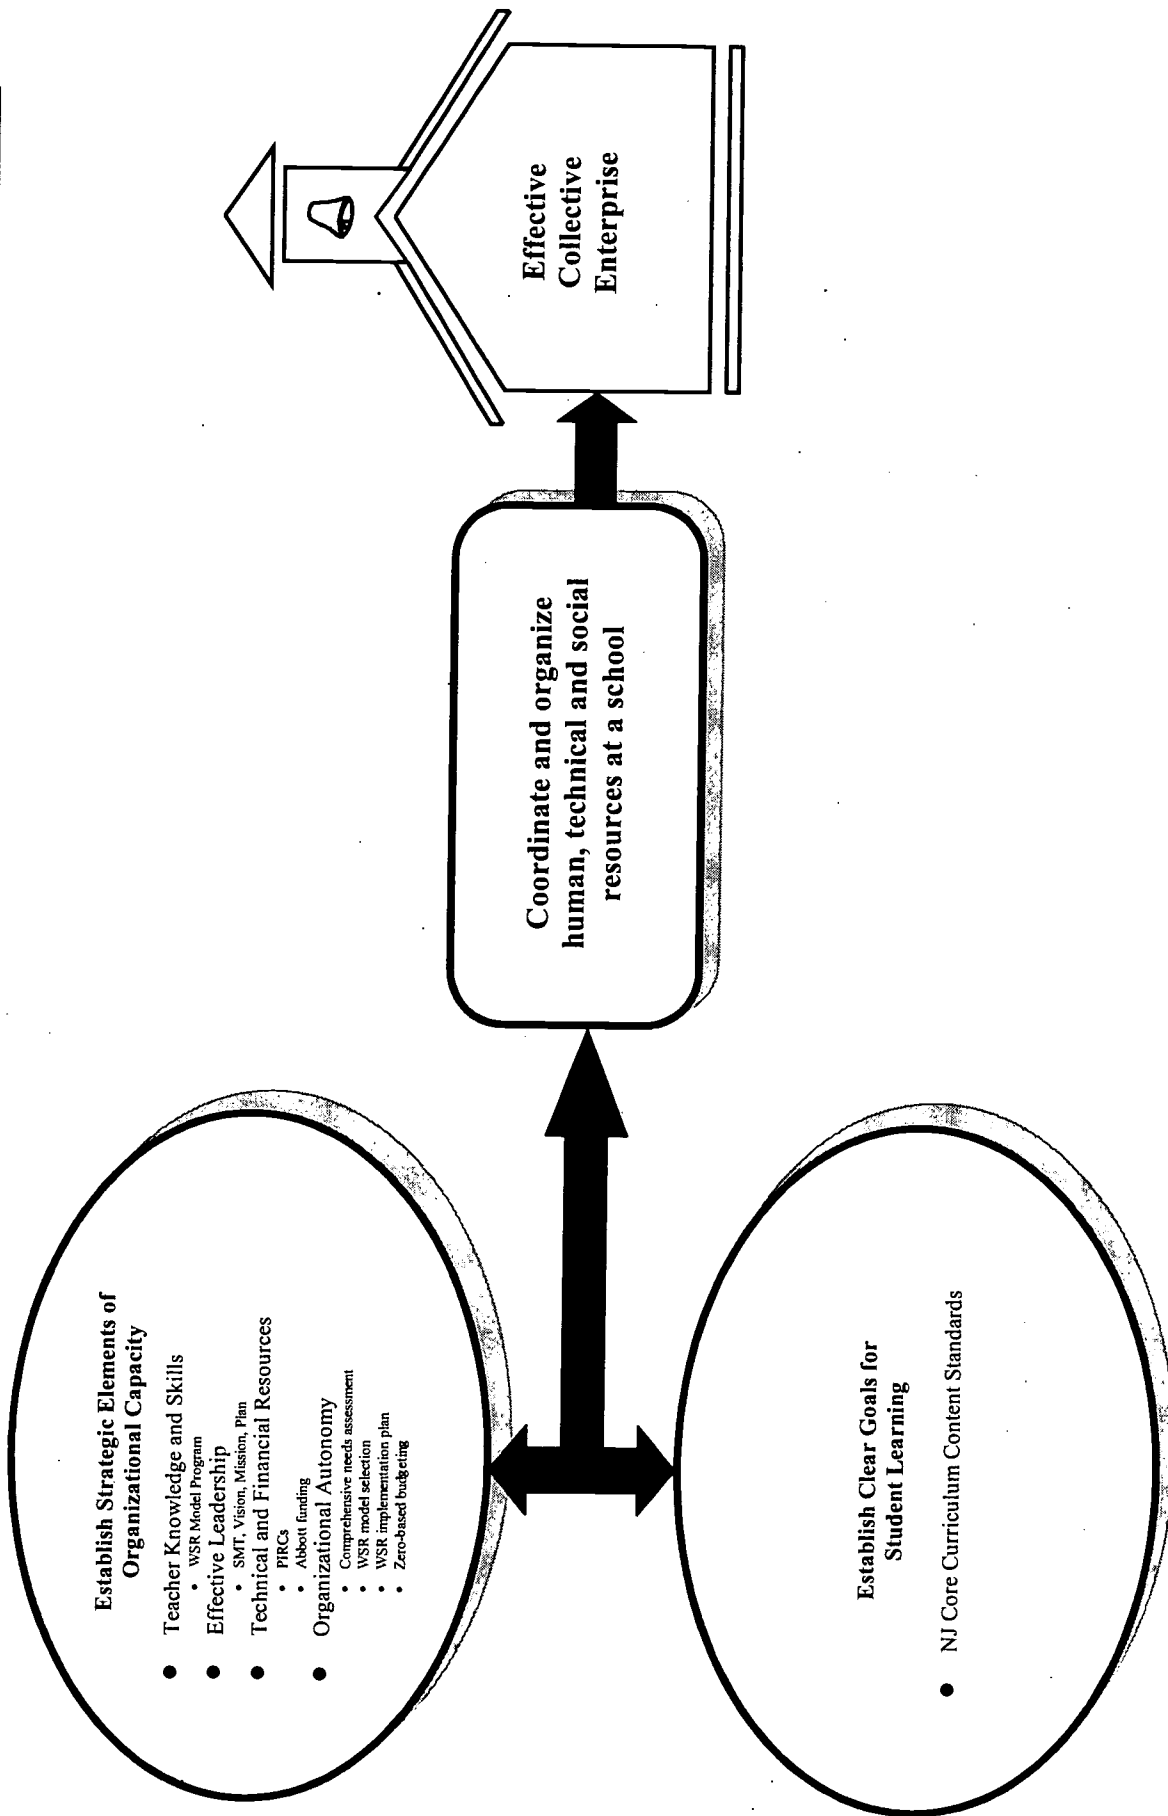 Establish Strategic Elements of
Organizational Capacity
● Teacher Knowledge and Skills
• WSR Model Program
● Effective Leadership
• SMT, Vision, Mission, Plan
● Technical and Financial Resources
• PIRCs
• Abbott funding
● Organizational Autonomy
• Comprehensive needs assessment
• WSR model selection
• WSR implementation plan
• Zero-based budgeting
Establish Clear Goals for
Student Learning
● NJ Core Curriculum Content Standards
Coordinate and organize
human, technical and social
resources at a school
Effective
Collective
Enterprise